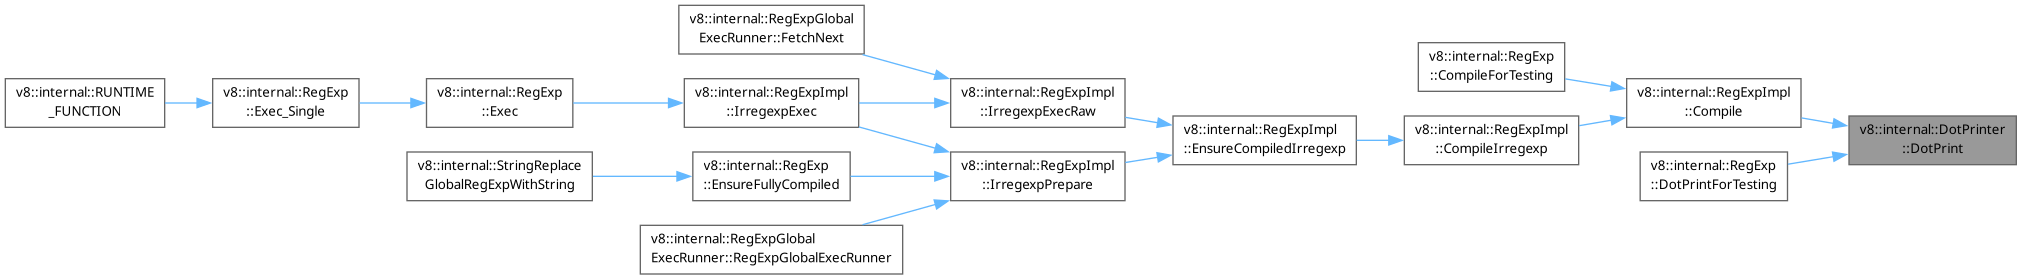 v8::internal::RUNTIME
_FUNCTION
v8::internal::RegExp
::Exec_Single
v8::internal::RegExp
::Exec
v8::internal::StringReplace
GlobalRegExpWithString
v8::internal::RegExpGlobal
ExecRunner::FetchNext
v8::internal::RegExpImpl
::IrregexpExec
v8::internal::RegExp
::EnsureFullyCompiled
v8::internal::RegExpGlobal
ExecRunner::RegExpGlobalExecRunner
v8::internal::RegExpImpl
::IrregexpExecRaw
v8::internal::RegExpImpl
::IrregexpPrepare
v8::internal::RegExpImpl
::EnsureCompiledIrregexp
v8::internal::RegExp
::CompileForTesting
v8::internal::RegExpImpl
::CompileIrregexp
v8::internal::RegExpImpl
::Compile
v8::internal::RegExp
::DotPrintForTesting
v8::internal::DotPrinter
::DotPrint